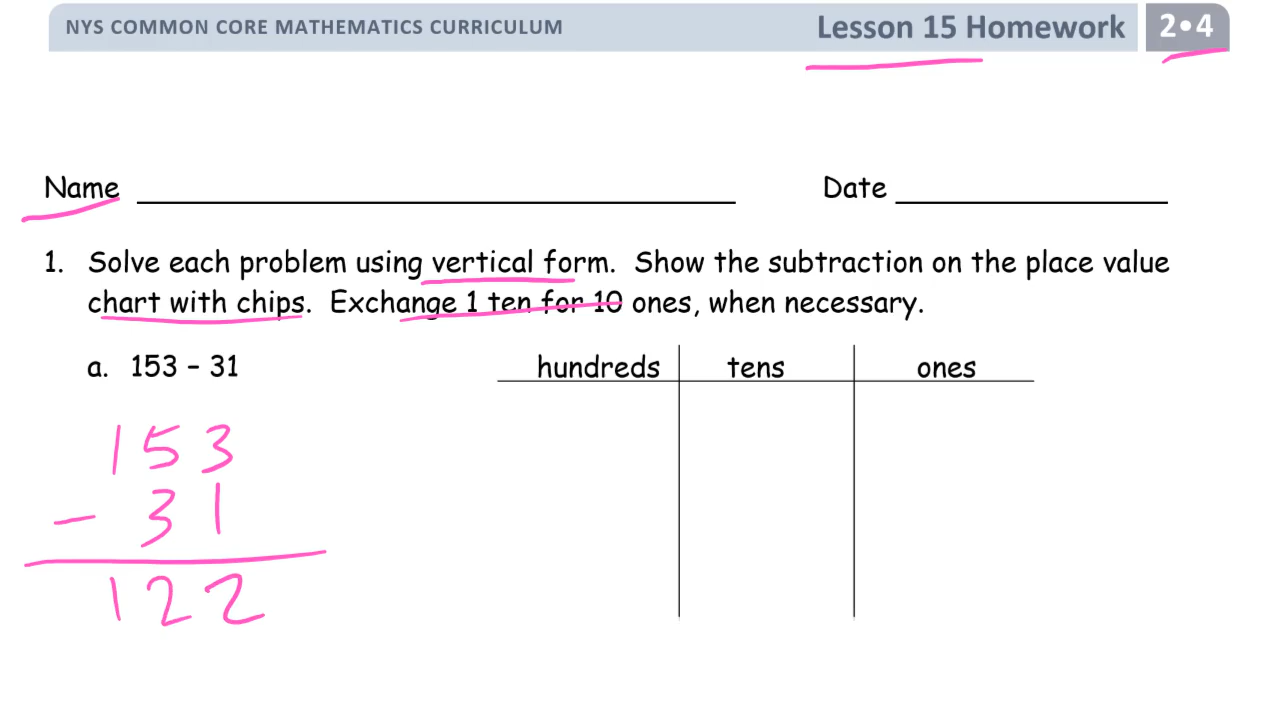 NYS COMMON CORE MATHEMATICS CURRICULUM Lesson 15 Homework 2•4
Name Date
1. Solve each problem using vertical form. Show the subtraction on the place value
chart with chips. Exchange 1 ten for 10 ones, when necessary.
a. 153 – 31
hundreds tens ones
153
- 31
122